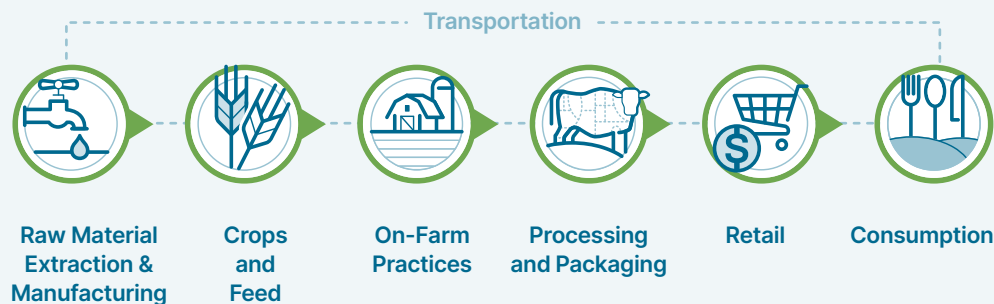 Transportation
$
Raw Material
Extraction &
Manufacturing
Crops
and
Feed
On-Farm
Practices
Processing
and Packaging
Retail
Consumption